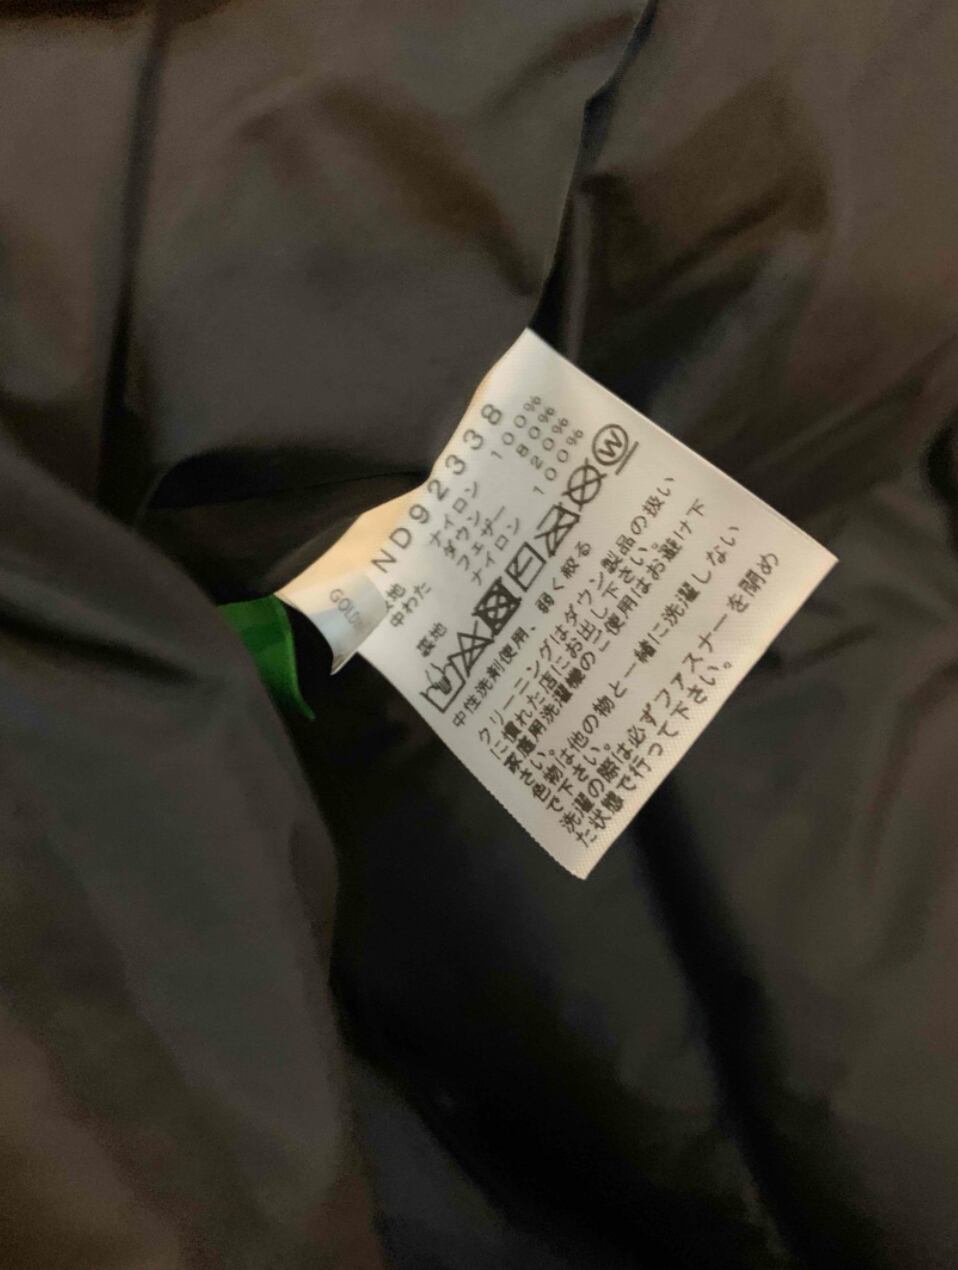 ND92338
地 ナイロン 100%
中わた ダウン 80%
フェザー 20%
裏地 ナイロン 100%
W
中性洗剤使用、弱く絞る
クリーニングはダウン製品の扱い
に慣れた店にお出し下さい。
用洗濯機のご使用はお避け下
さい。
色物は他の物と一緒に洗濯しない
で下さい。
洗濯の際は必ずファスナーを閉め
た状態で行って下さい。
GOLD